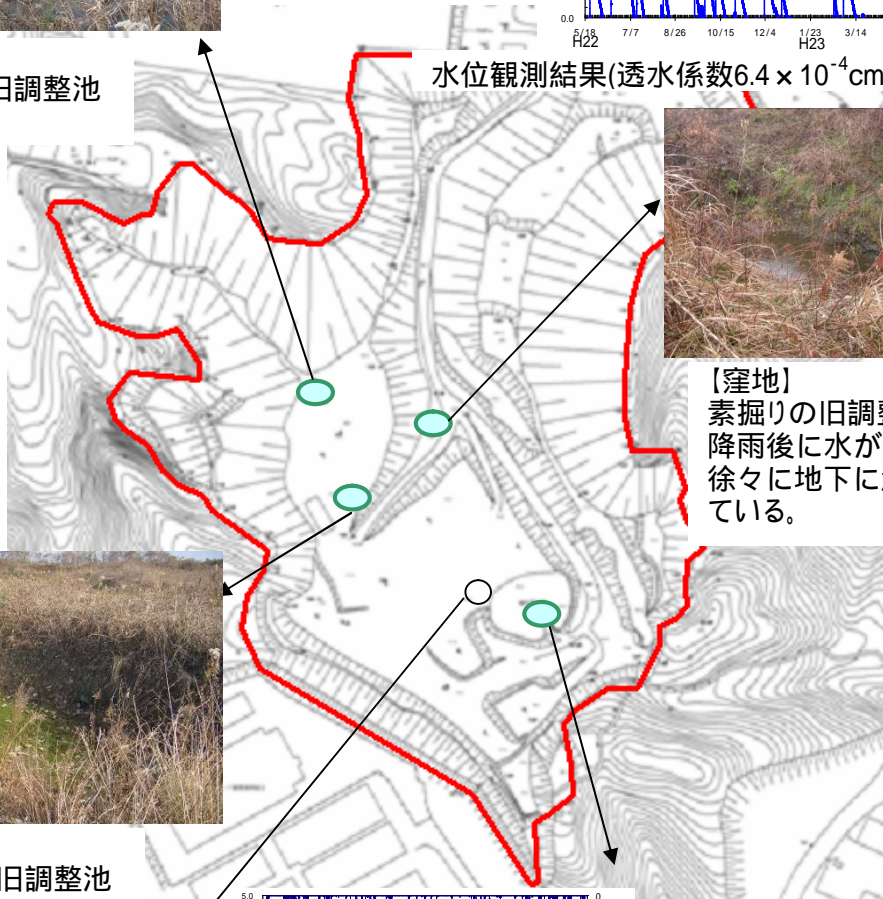 0.0
5/18 7/7 8/26 10/15 12/4 1/23 3/14
H22 H23
水位観測結果(透水係数6.4×10⁻⁴cm
旧調整池
【窪地】
素掘りの旧調整
降雨後に水が
徐々に地下に
ている。
旧調整池
5.0 0